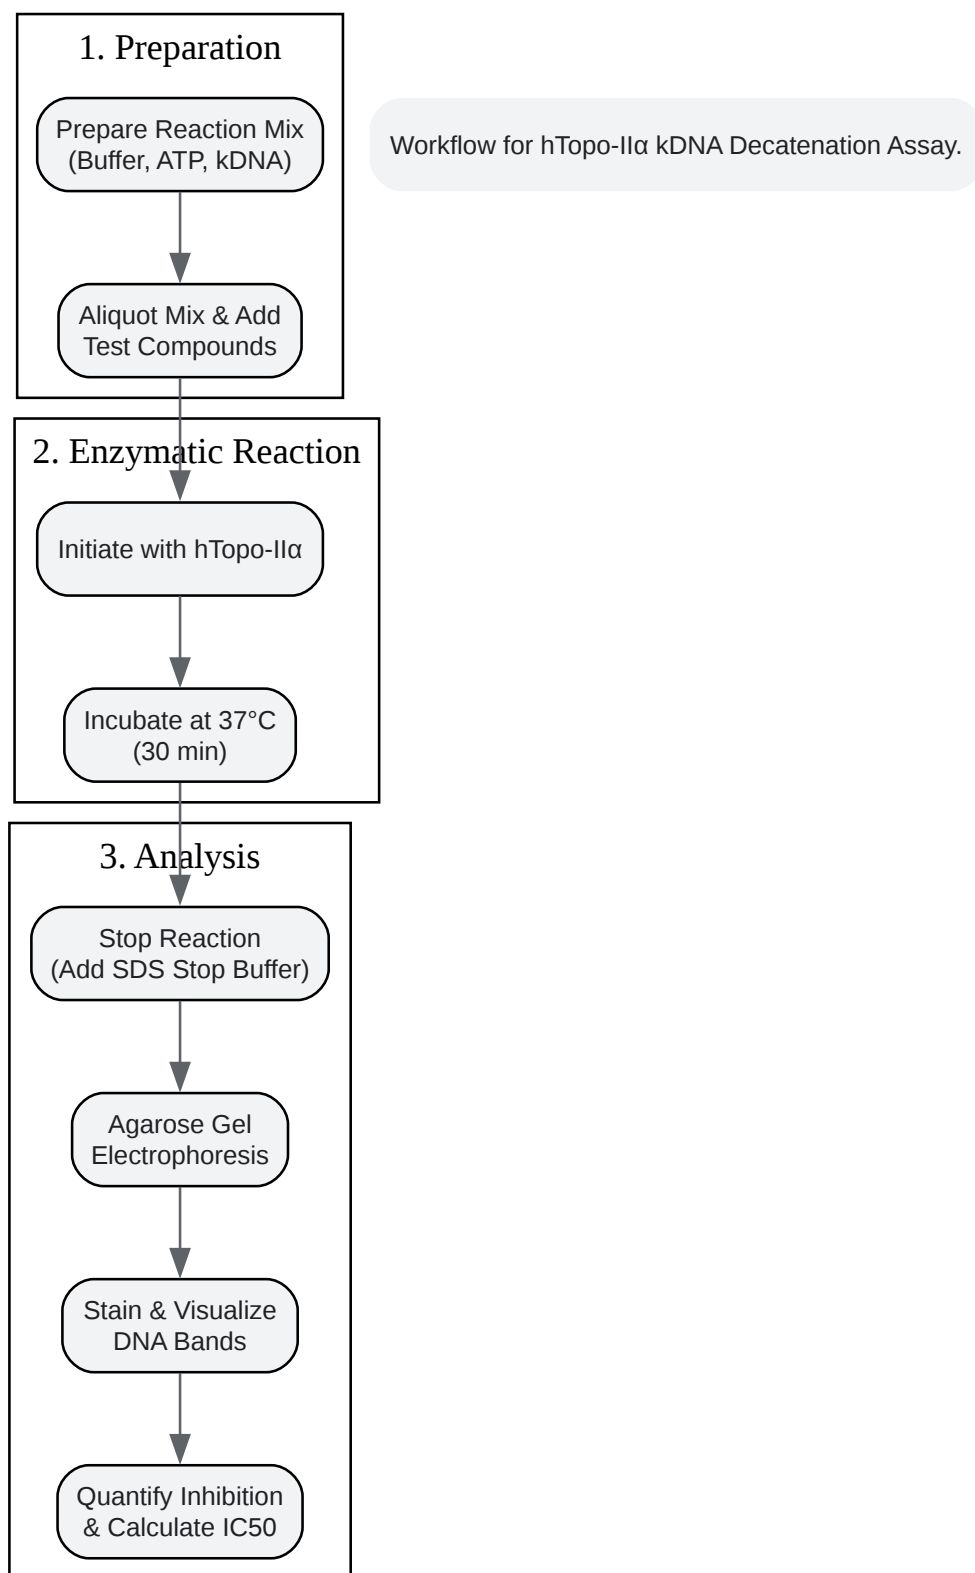 1. Preparation
Prepare Reaction Mix
(Buffer, ATP, kDNA)
Workflow for hTopo-IIα kDNA Decatenation Assay.
Aliquot Mix & Add
Test Compounds
2. Enzymatic Reaction
Initiate with hTopo-IIα
Incubate at 37°C
(30 min)
3. Analysis
Stop Reaction
(Add SDS Stop Buffer)
Agarose Gel
Electrophoresis
Stain & Visualize
DNA Bands
Quantify Inhibition
& Calculate IC50